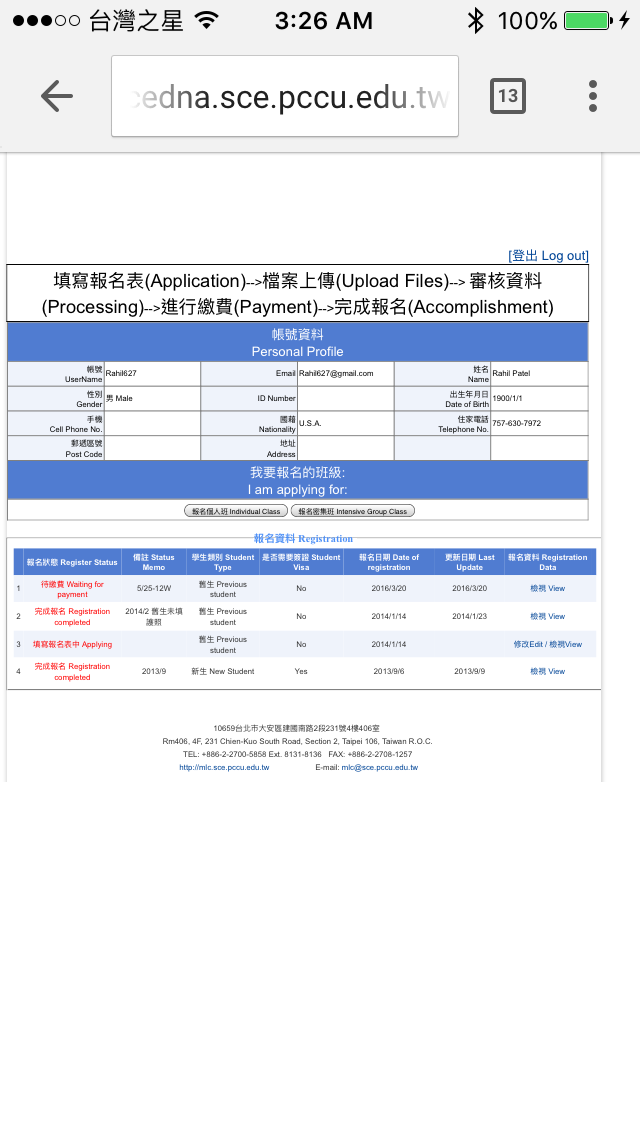 台灣之星 3:26 AM 100%
cedna.sce.pccu.edu.tw 13
[登出 Log out]
填寫報名表(Application)-->檔案上傳(Upload Files)--> 審核資料
(Processing)-->進行繳費(Payment)-->完成報名(Accomplishment)
帳號資料
Personal Profile
帳號 UserName Rahil627 Email Rahil627@gmail.com 姓名 Name Rahil Patel
性別 Gender 男 Male ID Number 出生年月日 Date of Birth 1900/1/1
手機 Cell Phone No. 國籍 Nationality U.S.A. 住家電話 Telephone No. 757-630-7972
郵遞區號 Post Code 地址 Address
我要報名的班級:
I am applying for:
報名個人班 Individual Class 報名密集班 Intensive Group Class
報名資料 Registration
報名狀態 Register Status 備註 Status Memo 學生類別 Student Type 是否需要簽證 Student Visa 報名日期 Date of registration 更新日期 Last Update 報名資料 Registration Data
1 待繳費 Waiting for payment 5/25-12W 舊生 Previous student No 2016/3/20 2016/3/20 檢視 View
2 完成報名 Registration completed 2014/2 舊生未填護照 舊生 Previous student No 2014/1/14 2014/1/23 檢視 View
3 填寫報名表中 Applying 舊生 Previous student No 2014/1/14 修改Edit / 檢視View
4 完成報名 Registration completed 2013/9 新生 New Student Yes 2013/9/6 2013/9/9 檢視 View
10659台北市大安區建國南路2段231號4樓406室
Rm406, 4F, 231 Chien-Kuo South Road, Section 2, Taipei 106, Taiwan R.O.C.
TEL: +886-2-2700-5858 Ext. 8131-8136 FAX: +886-2-2708-1257
http://mlc.sce.pccu.edu.tw E-mail: mlc@sce.pccu.edu.tw